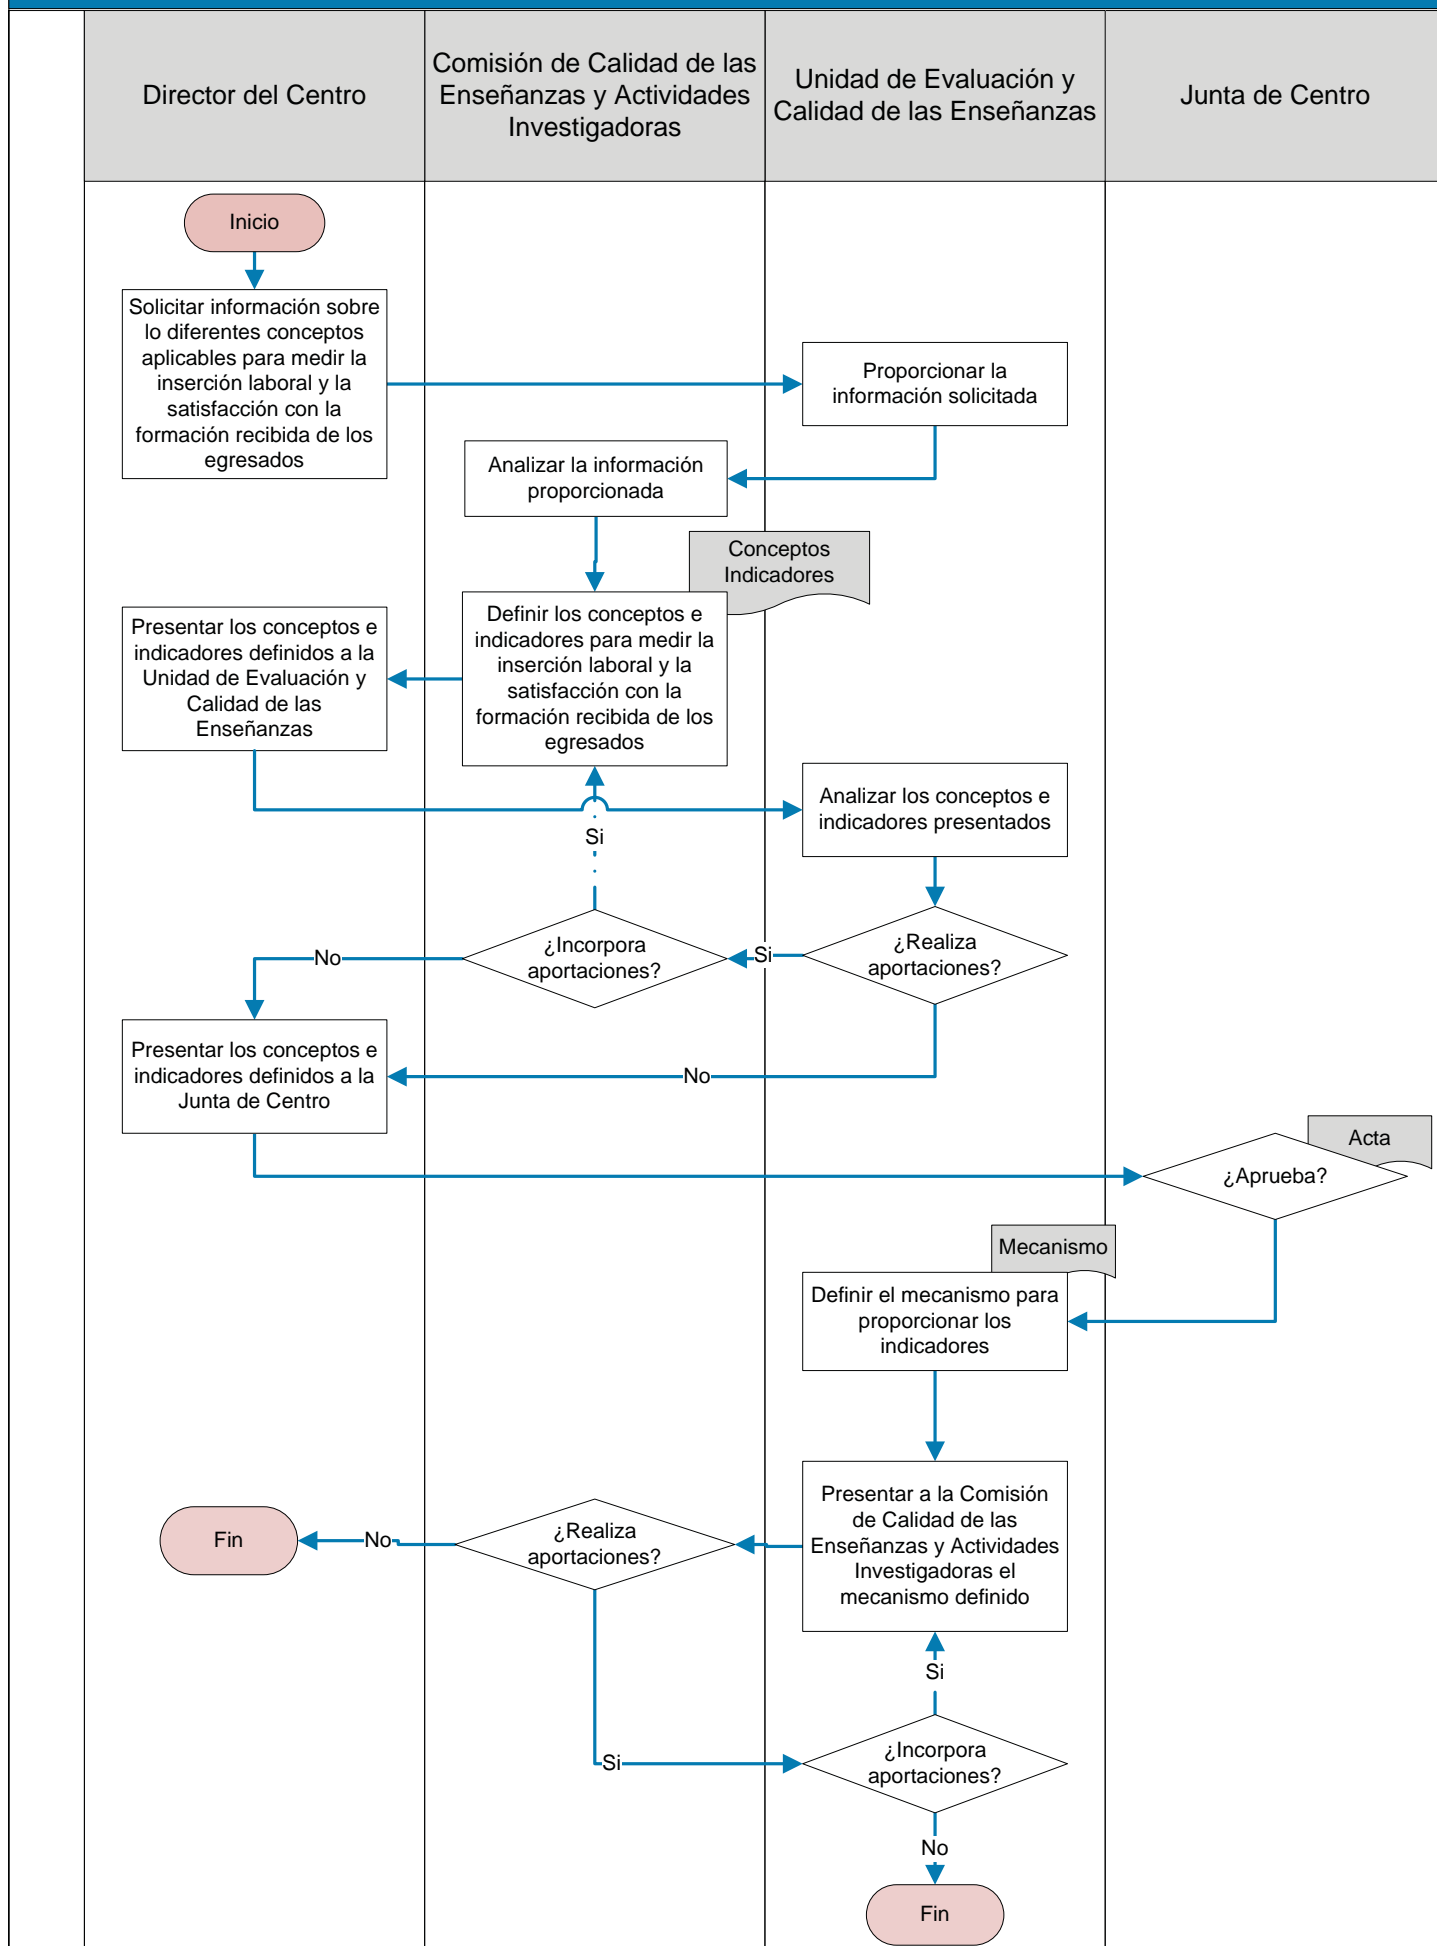 Director del Centro
Comisión de Calidad de las
Enseñanzas y Actividades
Investigadoras
Unidad de Evaluación y
Calidad de las Enseñanzas
Junta de Centro
Inicio
Solicitar información sobre
lo diferentes conceptos
aplicables para medir la
inserción laboral y la
satisfacción con la
formación recibida de los
egresados
Proporcionar la
información solicitada
Analizar la información
proporcionada
Conceptos
Indicadores
Definir los conceptos e
indicadores para medir la
inserción laboral y la
satisfacción con la
formación recibida de los
egresados
Presentar los conceptos e
indicadores definidos a la
Unidad de Evaluación y
Calidad de las
Enseñanzas
Analizar los conceptos e
indicadores presentados
Si
¿Realiza
aportaciones?
Si
¿Incorpora
aportaciones?
No
No
Presentar los conceptos e
indicadores definidos a la
Junta de Centro
Acta
¿Aprueba?
Mecanismo
Definir el mecanismo para
proporcionar los
indicadores
Presentar a la Comisión
de Calidad de las
Enseñanzas y Actividades
Investigadoras el
mecanismo definido
¿Realiza
aportaciones?
No
Fin
Si
Si
¿Incorpora
aportaciones?
No
Fin